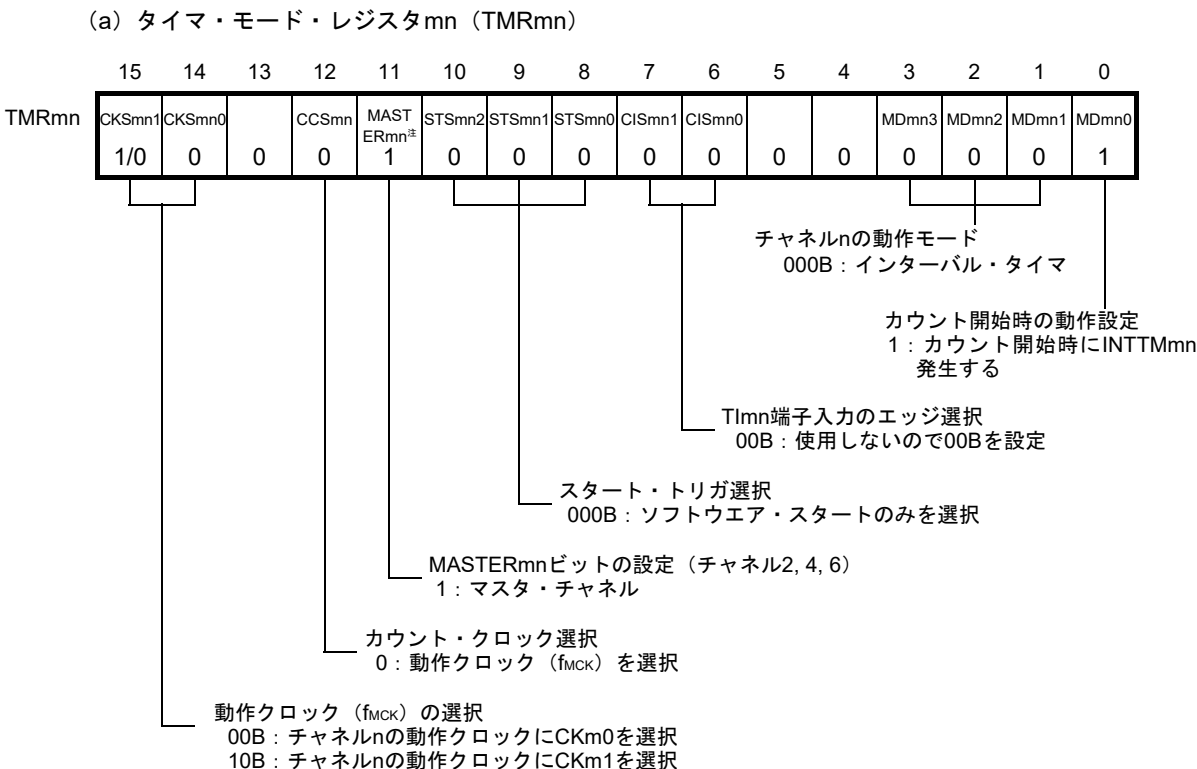 (a) タイマ・モード・レジスタmn（TMRmn）
15 14 13 12 11 10 9 8 7 6 5 4 3 2 1 0
TMRmn CKSmn1 CKSmn0 CCSmn MAST STSmn2 STSmn1 STSmn0 CISmn1 CISmn0 MDmn3 MDmn2 MDmn1 MDmn0
ERmn注
1/0 0 0 0 1 0 0 0 0 0 0 0 0 0 0 1
チャネルnの動作モード
000B：インターバル・タイマ
カウント開始時の動作設定
1：カウント開始時にINTTMmn
発生する
TImn端子入力のエッジ選択
00B：使用しないので00Bを設定
スタート・トリガ選択
000B：ソフトウエア・スタートのみを選択
MASTERmnビットの設定（チャネル2, 4, 6）
1：マスタ・チャネル
カウント・クロック選択
0：動作クロック（fMCK）を選択
動作クロック（fMCK）の選択
00B：チャネルnの動作クロックにCKm0を選択
10B：チャネルnの動作クロックにCKm1を選択